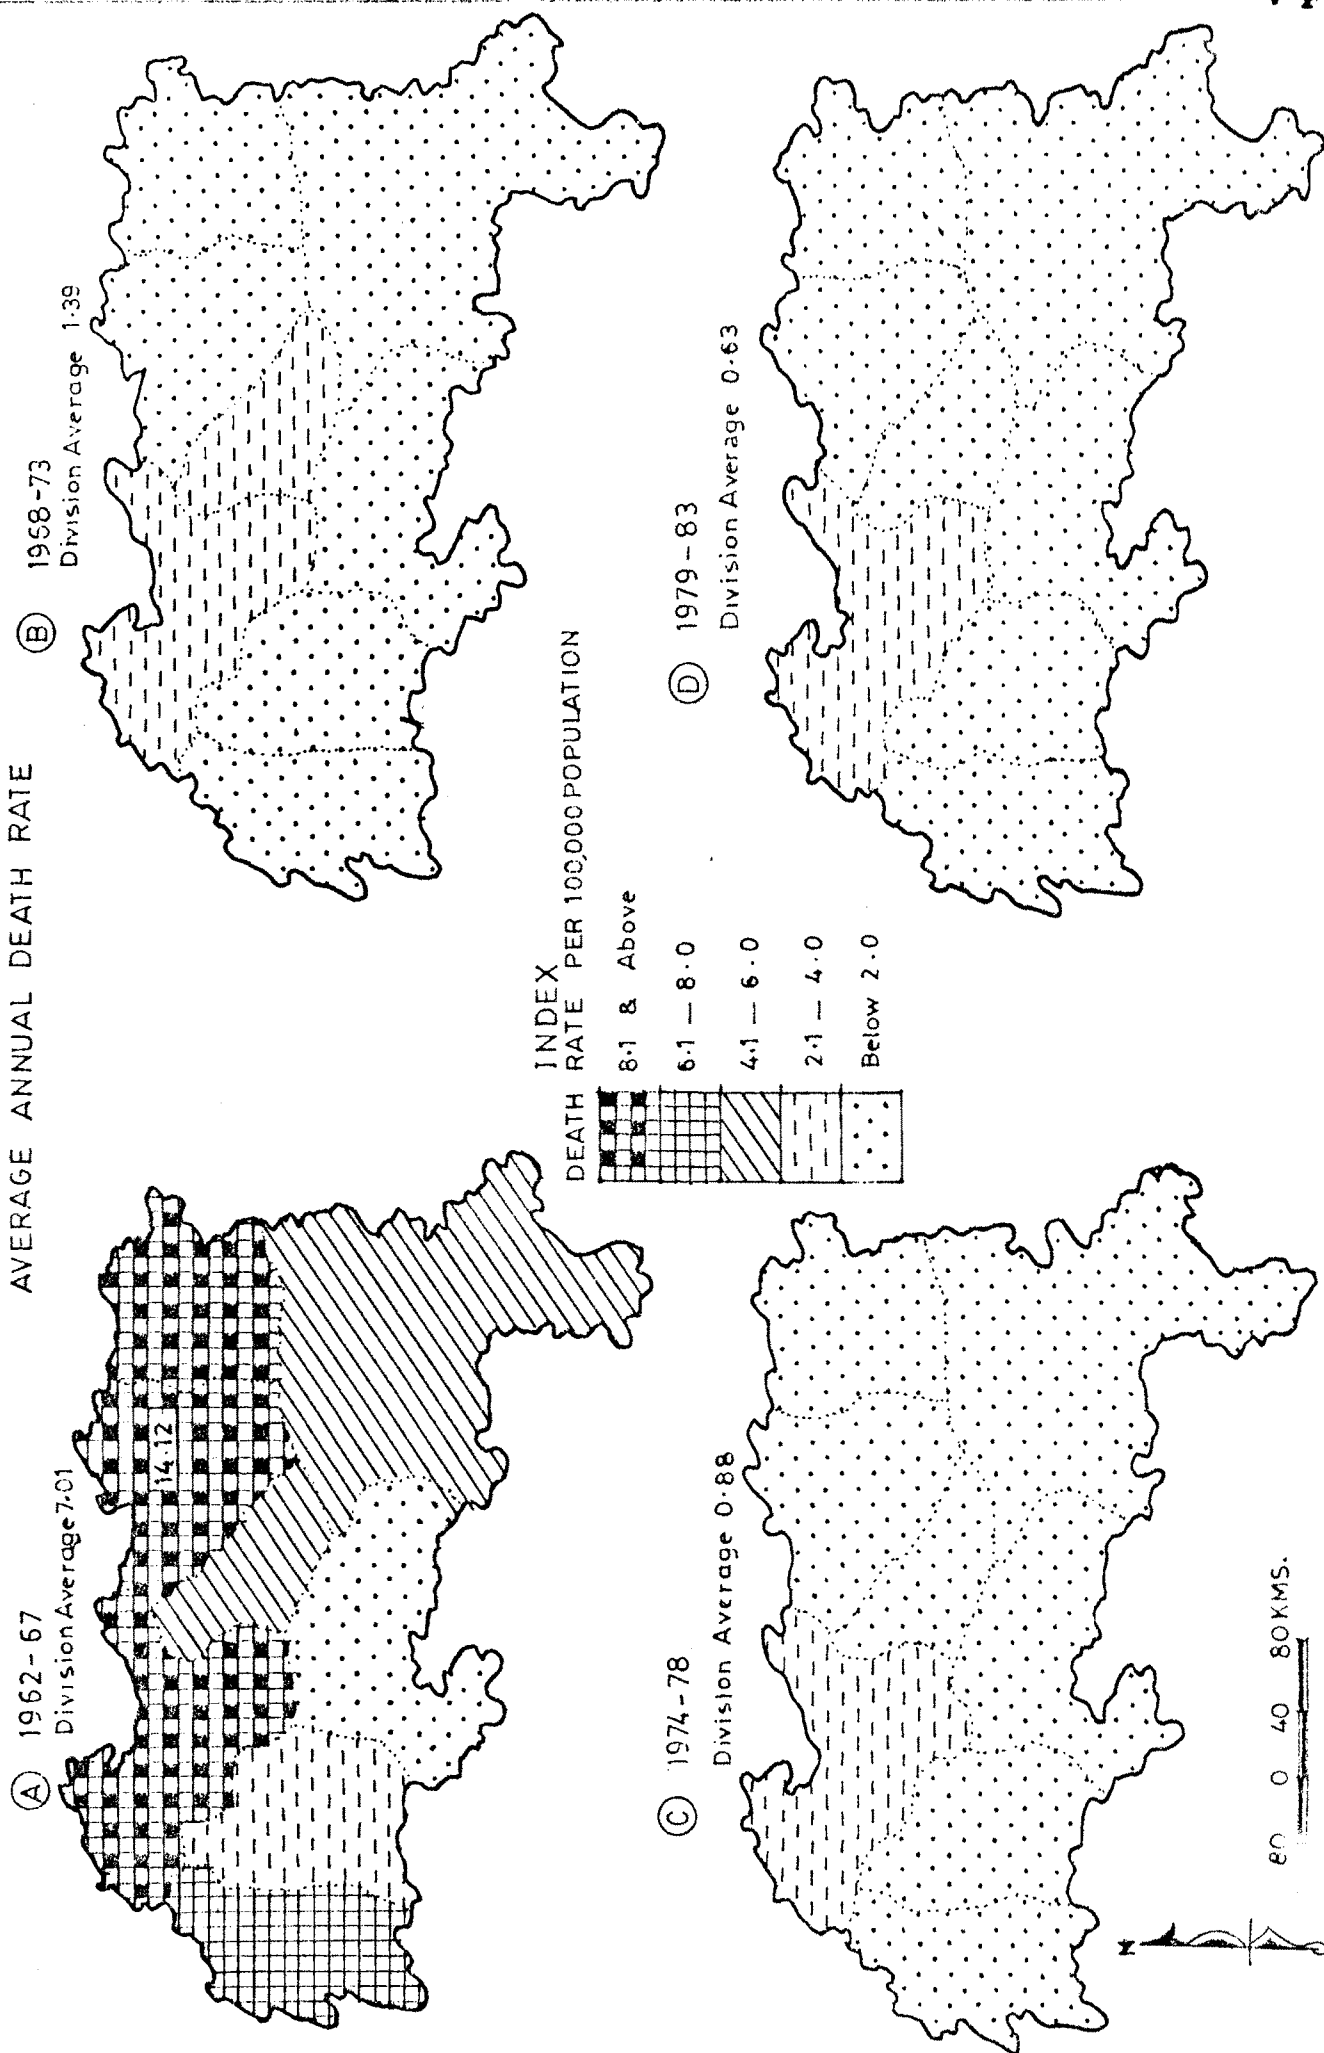 AVERAGE ANNUAL DEATH RATE
A 1962-67
Division Average 7.01
14.12
B 1968-73
Division Average 1.39
INDEX
DEATH RATE PER 100,000 POPULATION
8.1 & Above
6.1 — 8.0
4.1 — 6.0
2.1 — 4.0
Below 2.0
C 1974-78
Division Average 0.88
D 1979-83
Division Average 0.63
80 0 40 80 KMS.
N